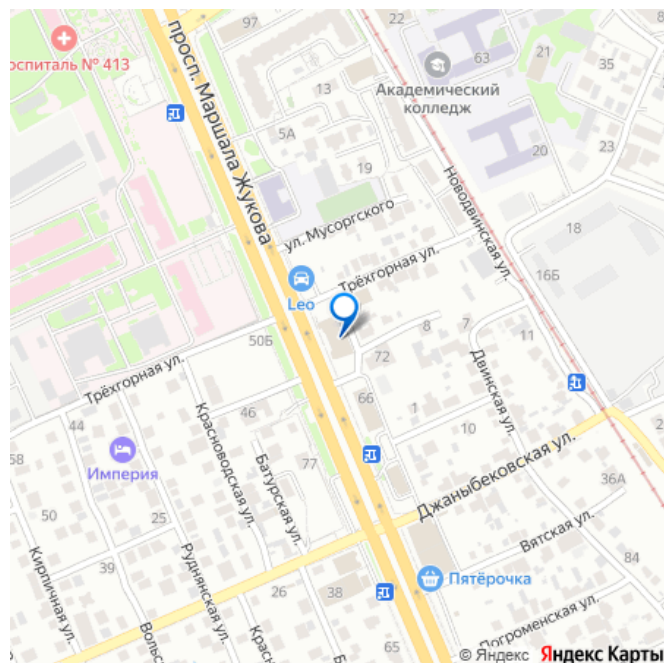 22
оспиталь № 413
просп. Маршала Жукова
63
21
35
13
Академический
колледж
5А
19
20
Новодвинская ул.
ул. Мусоргского
18
Трёхгорная ул.
16Б
Leo
50Б
8
7
11
72
Трёхгорная ул.
66
Двинская ул.
44
46
1
Красноводская ул.
58
Империя
77
10
Батурская ул.
Джаныбековская ул.
36А
50
25
Вятская ул.
39
Руднянская ул.
84
Кирпичная ул.
26
38
Пятёрочка
Вольс
Красн
65
Погроменская ул.
© Яндекс Яндекс Карты